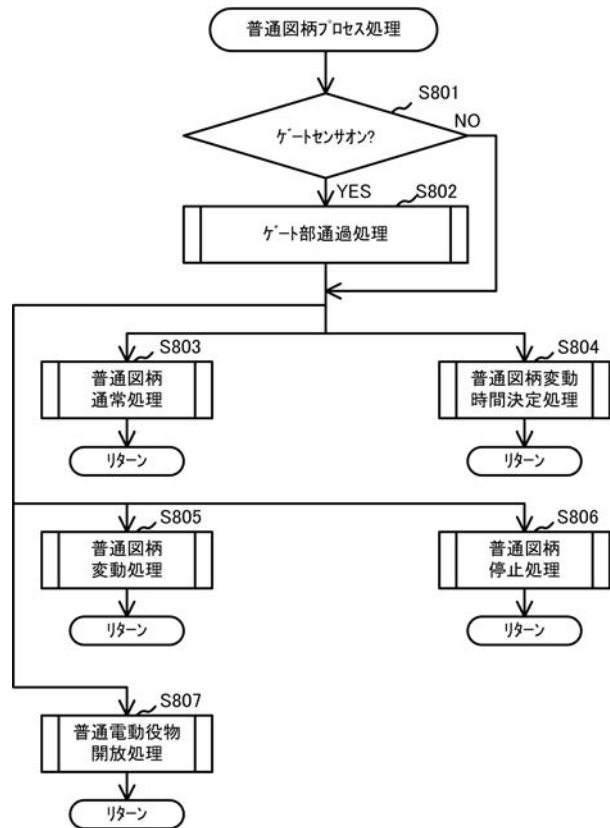 普通図柄ﾌﾟﾛｾｽ処理
S801
ｹﾞｰﾄｾﾝｻｵﾝ?
NO
YES
S802
ｹﾞｰﾄ部通過処理
S803
普通図柄
通常処理
ﾘﾀｰﾝ
S804
普通図柄変動
時間決定処理
ﾘﾀｰﾝ
S805
普通図柄
変動処理
ﾘﾀｰﾝ
S806
普通図柄
停止処理
ﾘﾀｰﾝ
S807
普通電動役物
開放処理
ﾘﾀｰﾝ